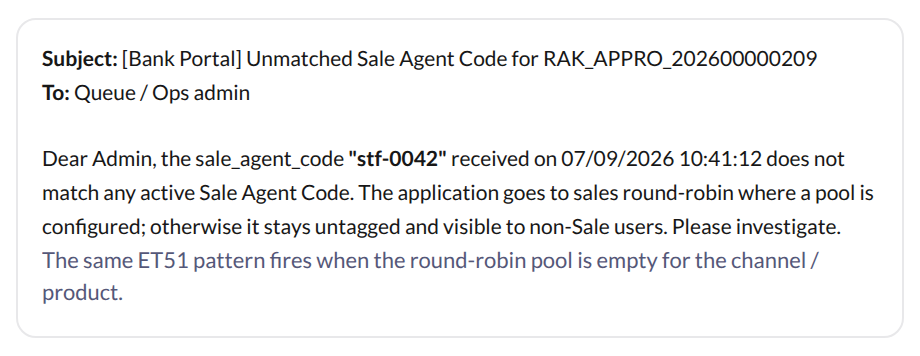 Subject: [Bank Portal] Unmatched Sale Agent Code for RAK_APPRO_202600000209
To: Queue / Ops admin
Dear Admin, the sale_agent_code "stf-0042" received on 07/09/2026 10:41:12 does not
match any active Sale Agent Code. The application goes to sales round-robin where a pool is
configured; otherwise it stays untagged and visible to non-Sale users. Please investigate.
The same ET51 pattern fires when the round-robin pool is empty for the channel /
product.